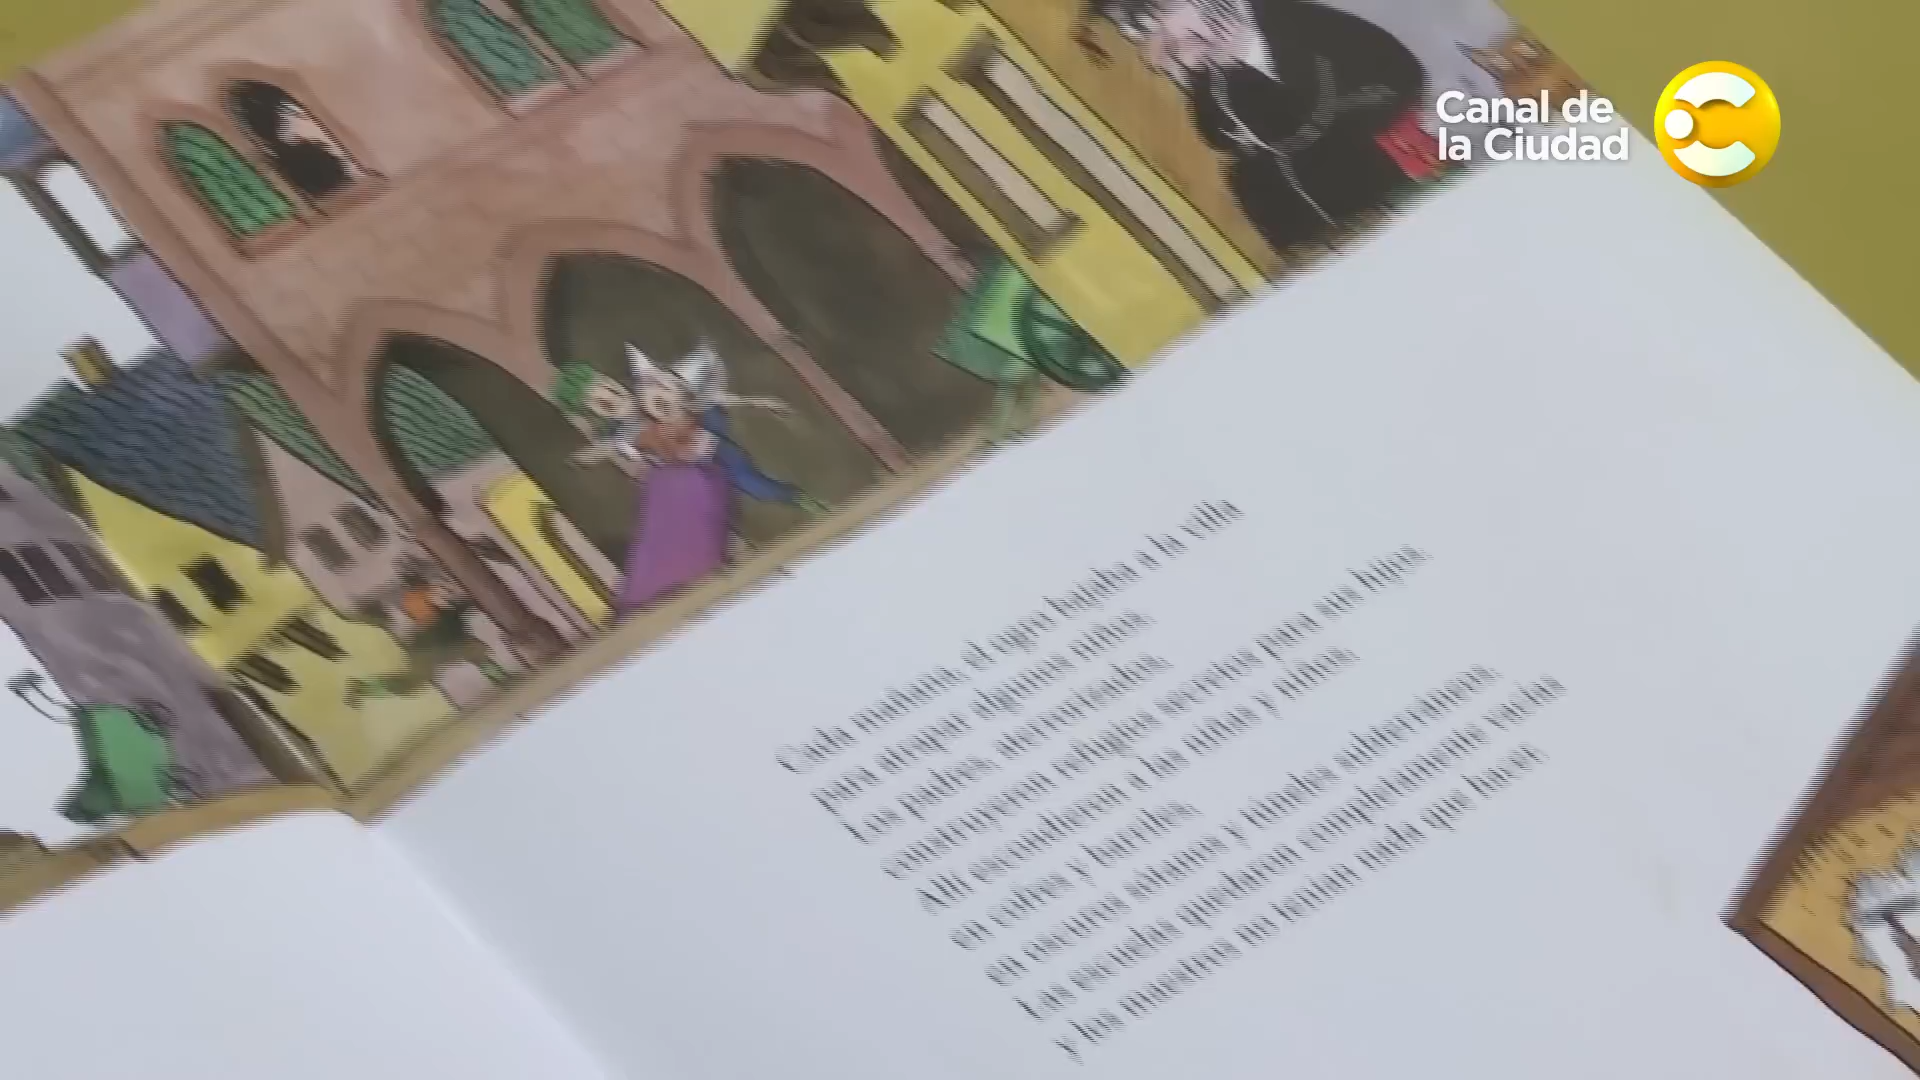 Canal de
la Ciudad
Cada mañana, el ogro bajaba a la villa
para atrapar algunos niños.
Los padres, aterrorizados,
construyeron refugios secretos para sus hijos.
Allí escondieron a las niñas y niños,
en cofres y barriles,
en oscuros sótanos y túneles subterráneos.
Las escuelas quedaron completamente vacías
y los maestros no tenían nada que hacer.